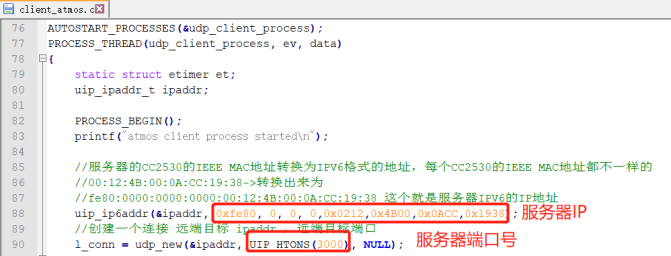 client_atmos.c
76 AUTOSTART_PROCESSES(&udp_client_process);
77 PROCESS_THREAD(udp_client_process, ev, data)
78 {
79 static struct etimer et;
80 uip_ipaddr_t ipaddr;
81
82 PROCESS_BEGIN();
83 printf("atmos client process started\n");
84
85 //服务器的CC2530的IEEE MAC地址转换为IPV6格式的地址，每个CC2530的IEEE MAC地址都不一样的
86 //00:12:4B:00:0A:CC:19:38->转换出来为
87 //fe80:0000:0000:0000:00:12:4B:00:0A:CC:19:38 这个就是服务器IPV6的IP地址
88 uip_ip6addr(&ipaddr, 0xfe80, 0, 0, 0,0x0212,0x4B00,0x0ACC,0x1938); 服务器IP
89 //创建一个连接 远端目标 ipaddr , 远端目标端口
90 l_conn = udp_new(&ipaddr, UIP_HTONS(3000), NULL); 服务器端口号